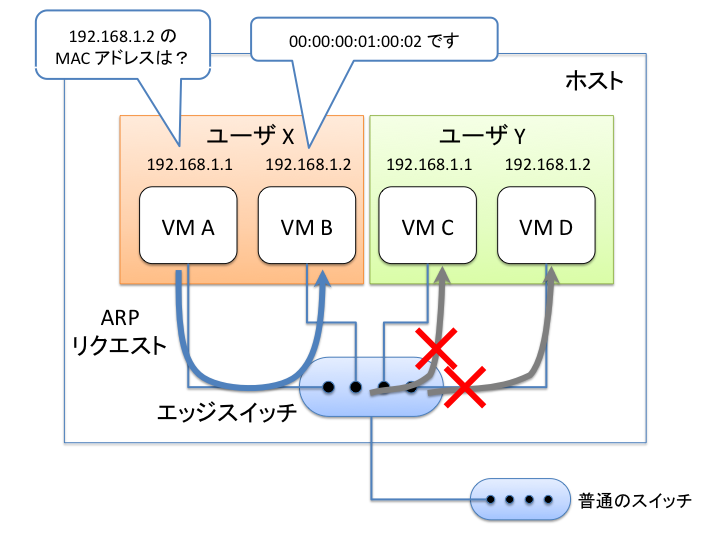 192.168.1.2 の
MAC アドレスは？
00:00:00:01:00:02 です
ホスト
ユーザ X
ユーザ Y
192.168.1.1
192.168.1.2
192.168.1.1
192.168.1.2
VM A
VM B
VM C
VM D
ARP
リクエスト
エッジスイッチ
普通のスイッチ